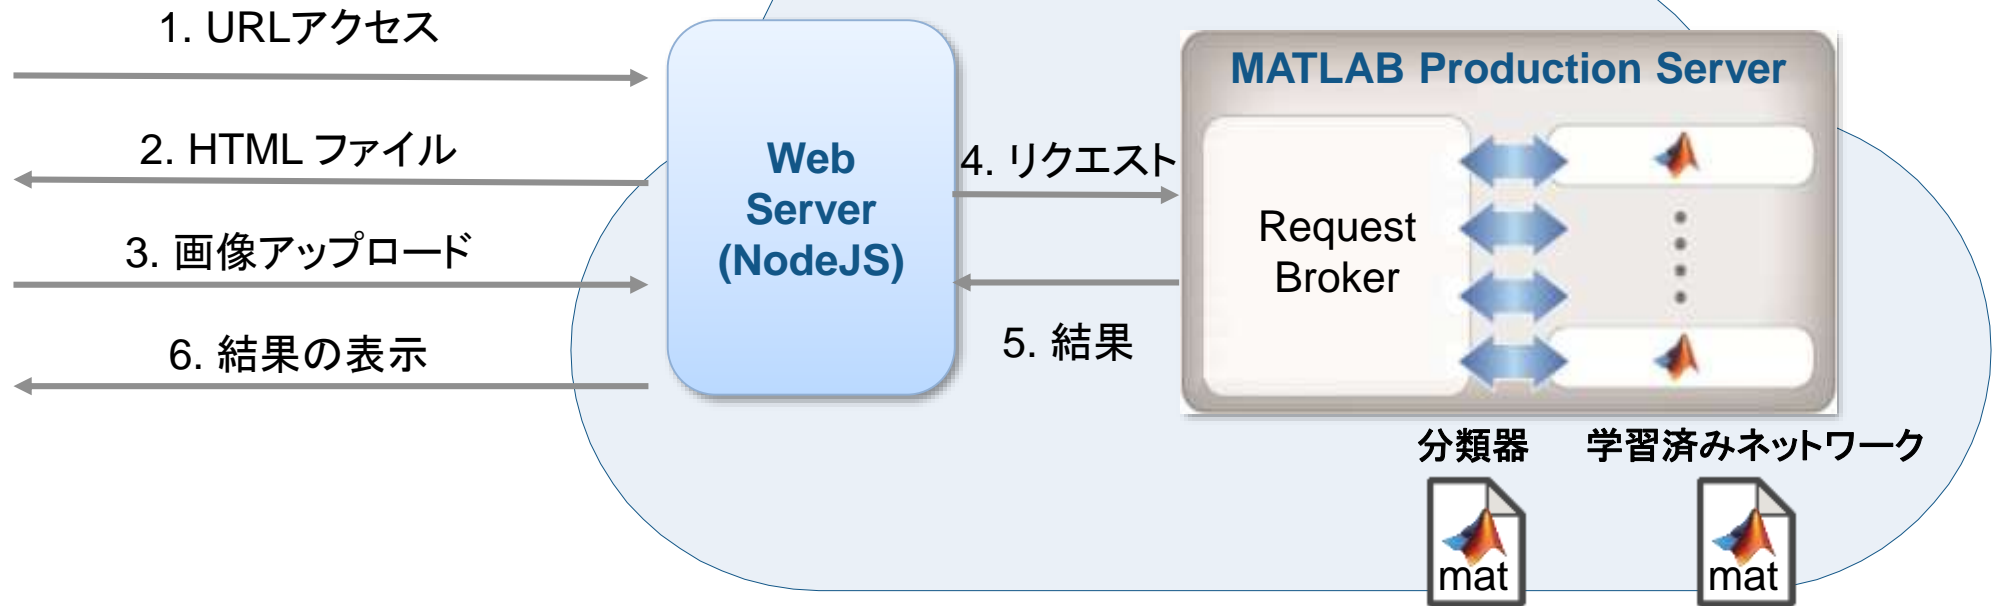 1. URLアクセス
2. HTML ファイル
3. 画像アップロード
6. 結果の表示
Web
Server
(NodeJS)
4. リクエスト
5. 結果
MATLAB Production Server
Request
Broker
分類器
学習済みネットワーク
mat
mat